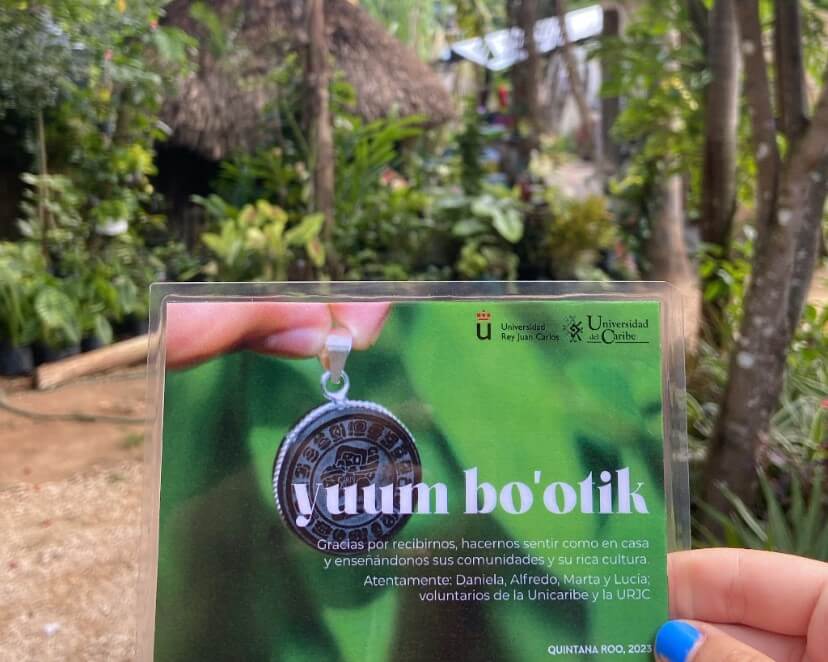 Universidad
Rey Juan Carlos
Universidad
del Caribe
yuum bo'otik
Gracias por recibirnos, hacernos sentir como en casa
y enseñándonos sus comunidades y su rica cultura.
Atentamente; Daniela, Alfredo, Marta y Lucía;
voluntarios de la Unicaribe y la URJC
QUINTANA ROO, 2023